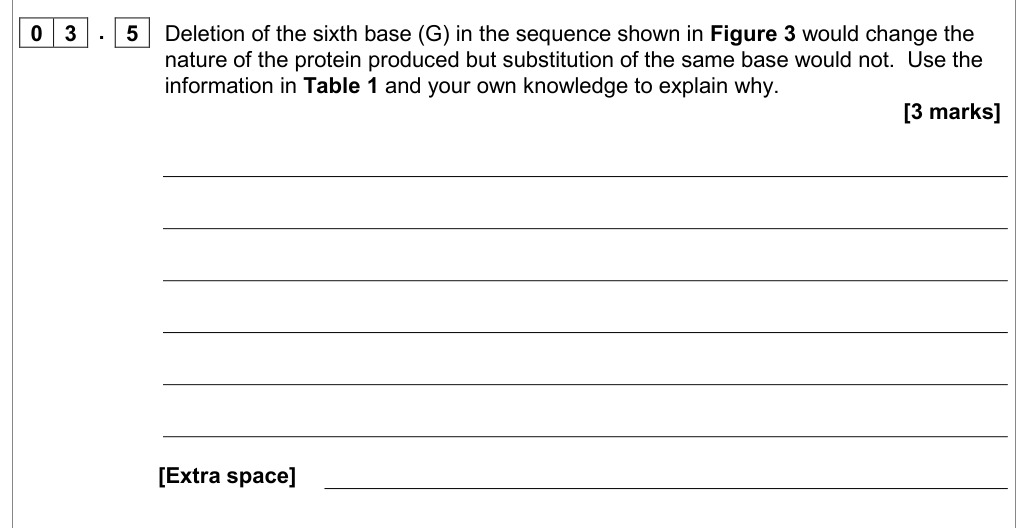 0 3 . 5 Deletion of the sixth base (G) in the sequence shown in Figure 3 would change the
nature of the protein produced but substitution of the same base would not. Use the
information in Table 1 and your own knowledge to explain why.
[3 marks]
[Extra space]